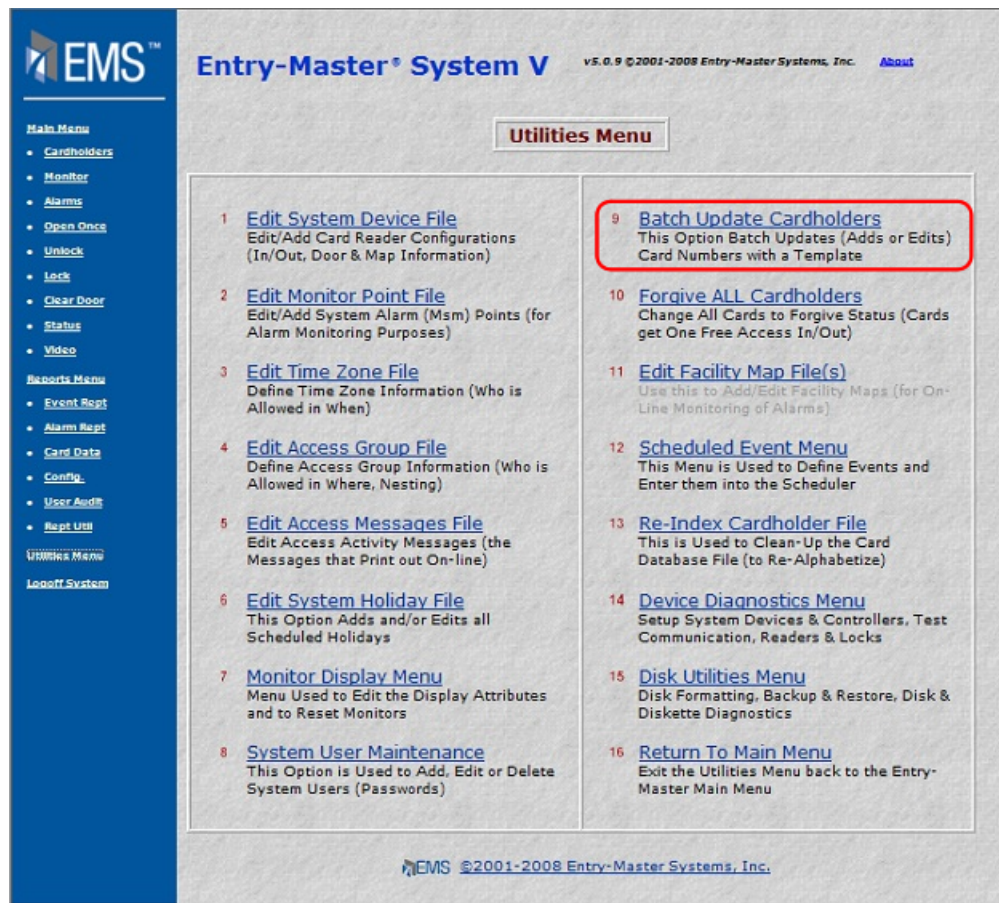 EMS™
Entry-Master® System V
v5.0.9 ©2001-2008 Entry-Master Systems, Inc.
About
Utilities Menu
Main Menu
• Cardholders
• Monitor
• Alarms
• Open Once
• Unlock
• Lock
• Clear Door
• Status
• Video
Reports Menu
• Event Rept
• Alarm Rept
• Card Data
• Config.
• User Audit
• Rept Util
Utilities Menu
Logoff System
1 Edit System Device File
Edit/Add Card Reader Configurations
(In/Out, Door & Map Information)
2 Edit Monitor Point File
Edit/Add System Alarm (Msm) Points (for
Alarm Monitoring Purposes)
3 Edit Time Zone File
Define Time Zone Information (Who is
Allowed in When)
4 Edit Access Group File
Define Access Group Information (Who is
Allowed in Where, Nesting)
5 Edit Access Messages File
Edit Access Activity Messages (the
Messages that Print out On-line)
6 Edit System Holiday File
This Option Adds and/or Edits all
Scheduled Holidays
7 Monitor Display Menu
Menu Used to Edit the Display Attributes
and to Reset Monitors
8 System User Maintenance
This Option is Used to Add, Edit or Delete
System Users (Passwords)
9 Batch Update Cardholders
This Option Batch Updates (Adds or Edits)
Card Numbers with a Template
10 Forgive ALL Cardholders
Change All Cards to Forgive Status (Cards
get One Free Access In/Out)
11 Edit Facility Map File(s)
Use this to Add/Edit Facility Maps (for On-
Line Monitoring of Alarms)
12 Scheduled Event Menu
This Menu is Used to Define Events and
Enter them into the Scheduler
13 Re-Index Cardholder File
This is Used to Clean-Up the Card
Database File (to Re-Alphabetize)
14 Device Diagnostics Menu
Setup System Devices & Controllers, Test
Communication, Readers & Locks
15 Disk Utilities Menu
Disk Formatting, Backup & Restore, Disk &
Diskette Diagnostics
16 Return To Main Menu
Exit the Utilities Menu back to the Entry-
Master Main Menu
EMS ©2001-2008 Entry-Master Systems, Inc.